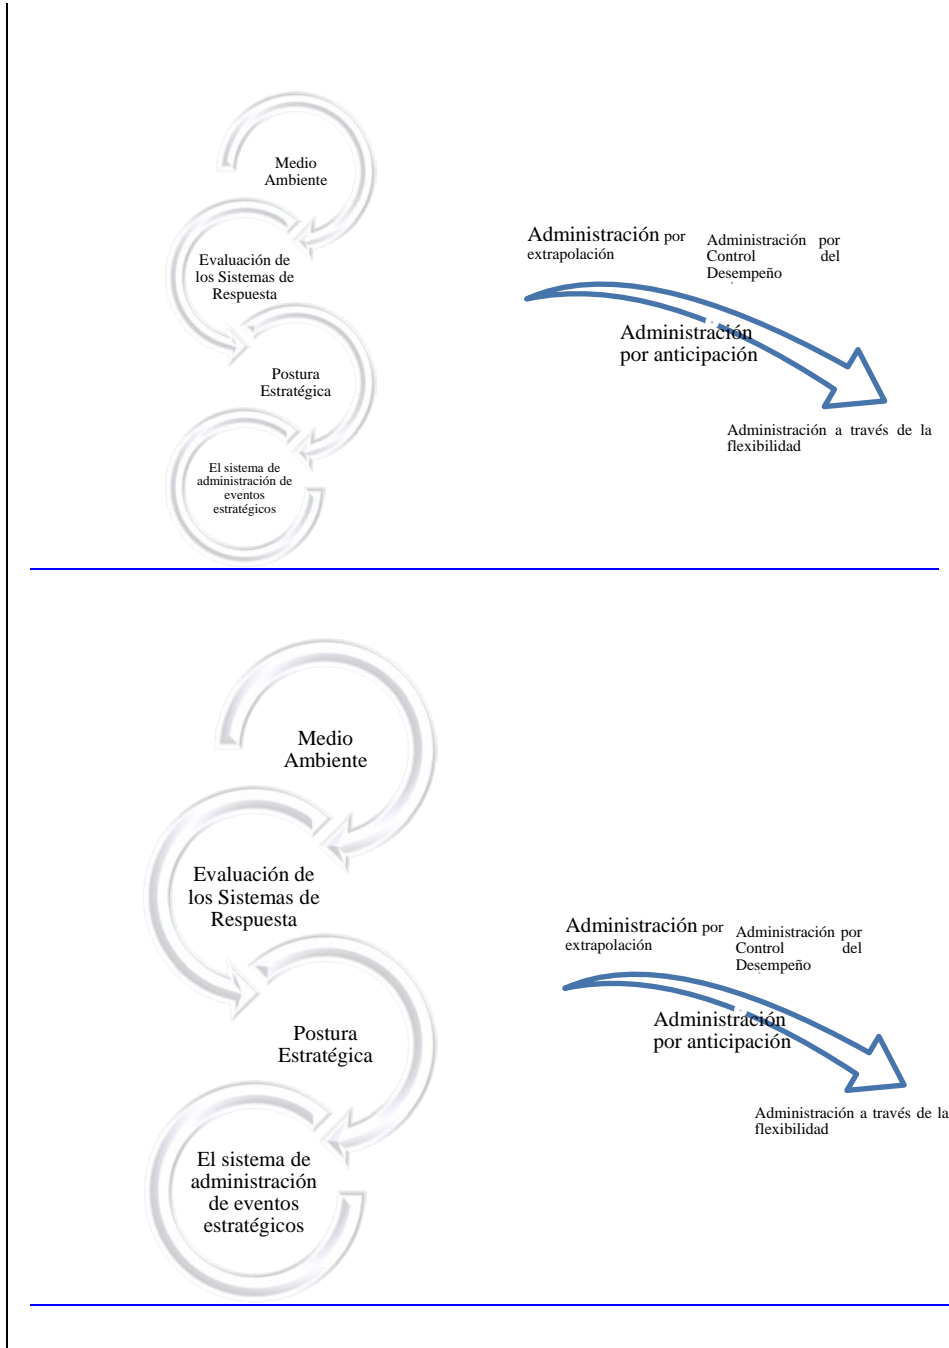 Medio
Ambiente
Evaluación de
los Sistemas de
Respuesta
Postura
Estratégica
El sistema de
administración de
eventos
estratégicos
Administración por
extrapolación
Administración por
Control del
Desempeño
Administración
por anticipación
Administración a través de la
flexibilidad
Medio
Ambiente
Evaluación de
los Sistemas de
Respuesta
Postura
Estratégica
El sistema de
administración
de eventos
estratégicos
Administración por
extrapolación
Administración por
Control del
Desempeño
Administración
por anticipación
Administración a través de la
flexibilidad